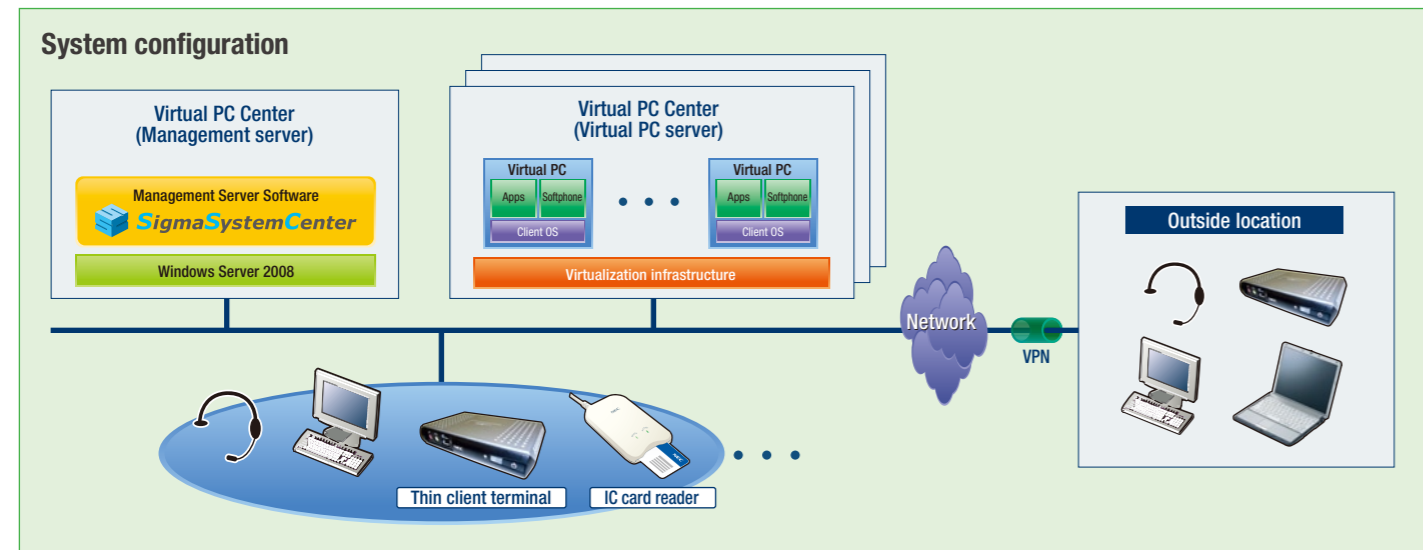 System configuration
Virtual PC Center
(Management server)
Management Server Software
SigmaSystemCenter
Windows Server 2008
Virtual PC Center
(Virtual PC server)
Virtual PC
Apps
Softphone
Client OS
Virtual PC
Apps
Softphone
Client OS
Virtualization infrastructure
Network
VPN
Outside location
Thin client terminal
IC card reader
NEC
NEC